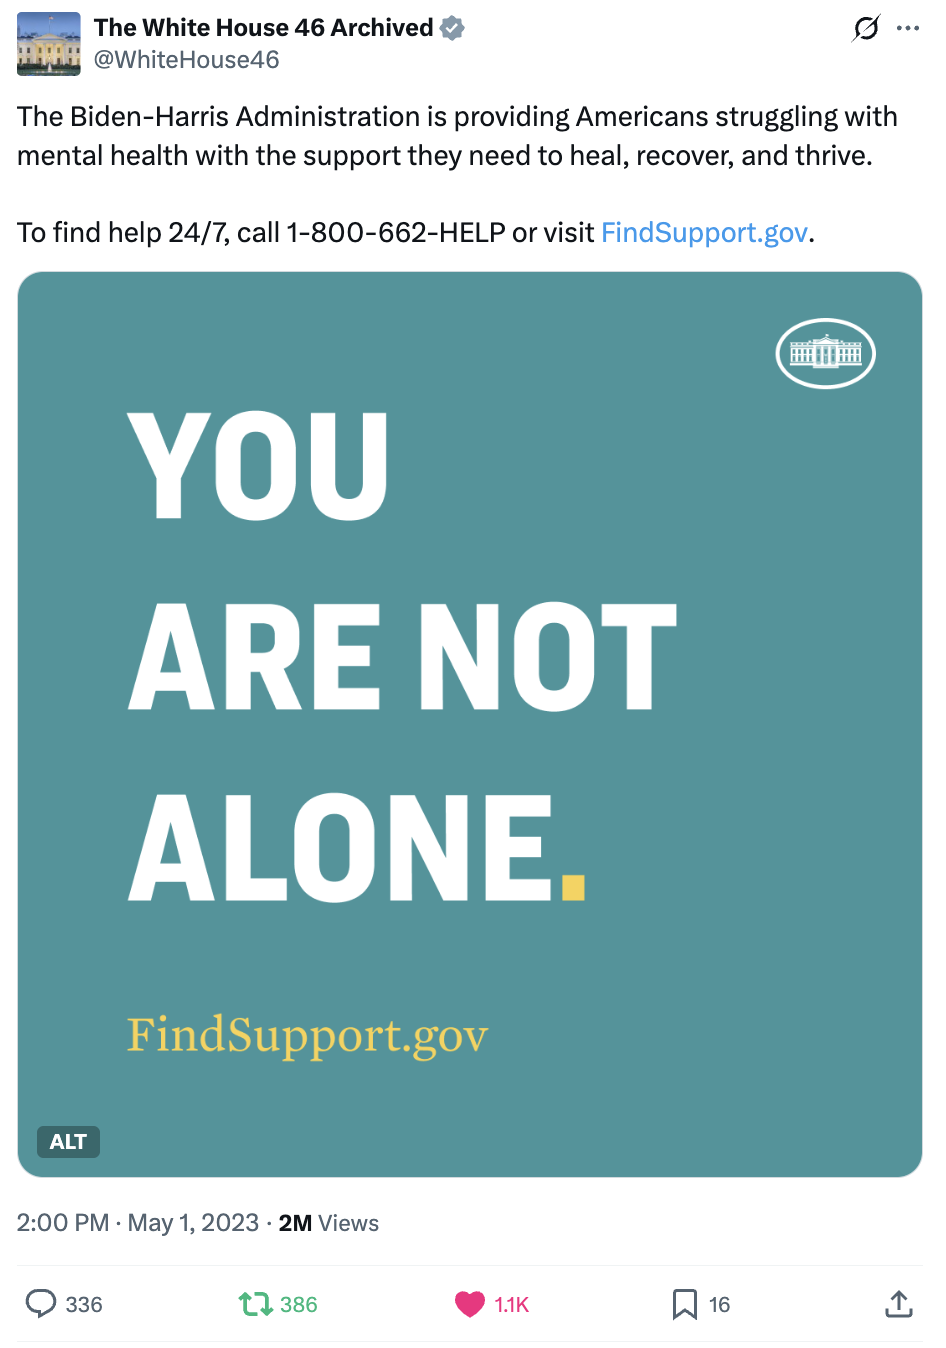 The White House 46 Archived
@WhiteHouse46
The Biden-Harris Administration is providing Americans struggling with
mental health with the support they need to heal, recover, and thrive.
To find help 24/7, call 1-800-662-HELP or visit FindSupport.gov.
YOU
ARE NOT
ALONE.
FindSupport.gov
ALT
2:00 PM · May 1, 2023 · 2M Views
336 386 1.1K 16